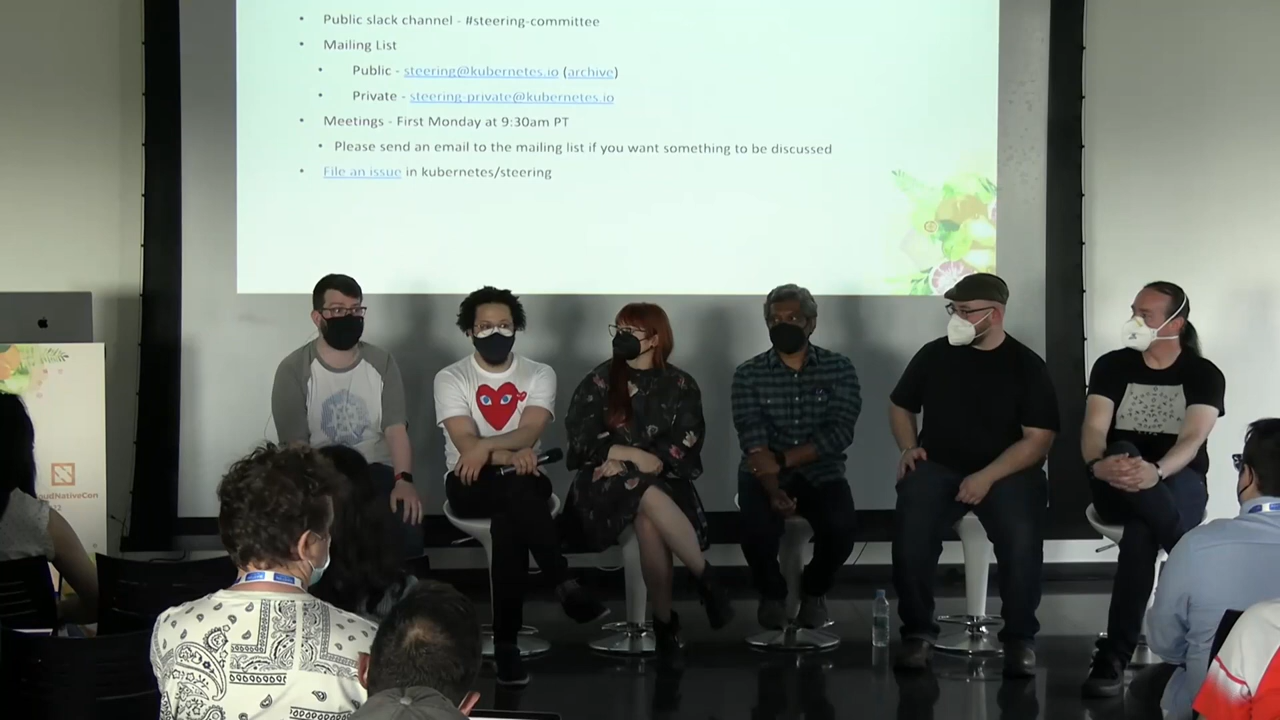 • Public slack channel - #steering-committee
• Mailing List
• Public - steering@kubernetes.io (archive)
• Private - steering-private@kubernetes.io
• Meetings - First Monday at 9:30am PT
• Please send an email to the mailing list if you want something to be discussed
• File an issue in kubernetes/steering
oudNativeCon